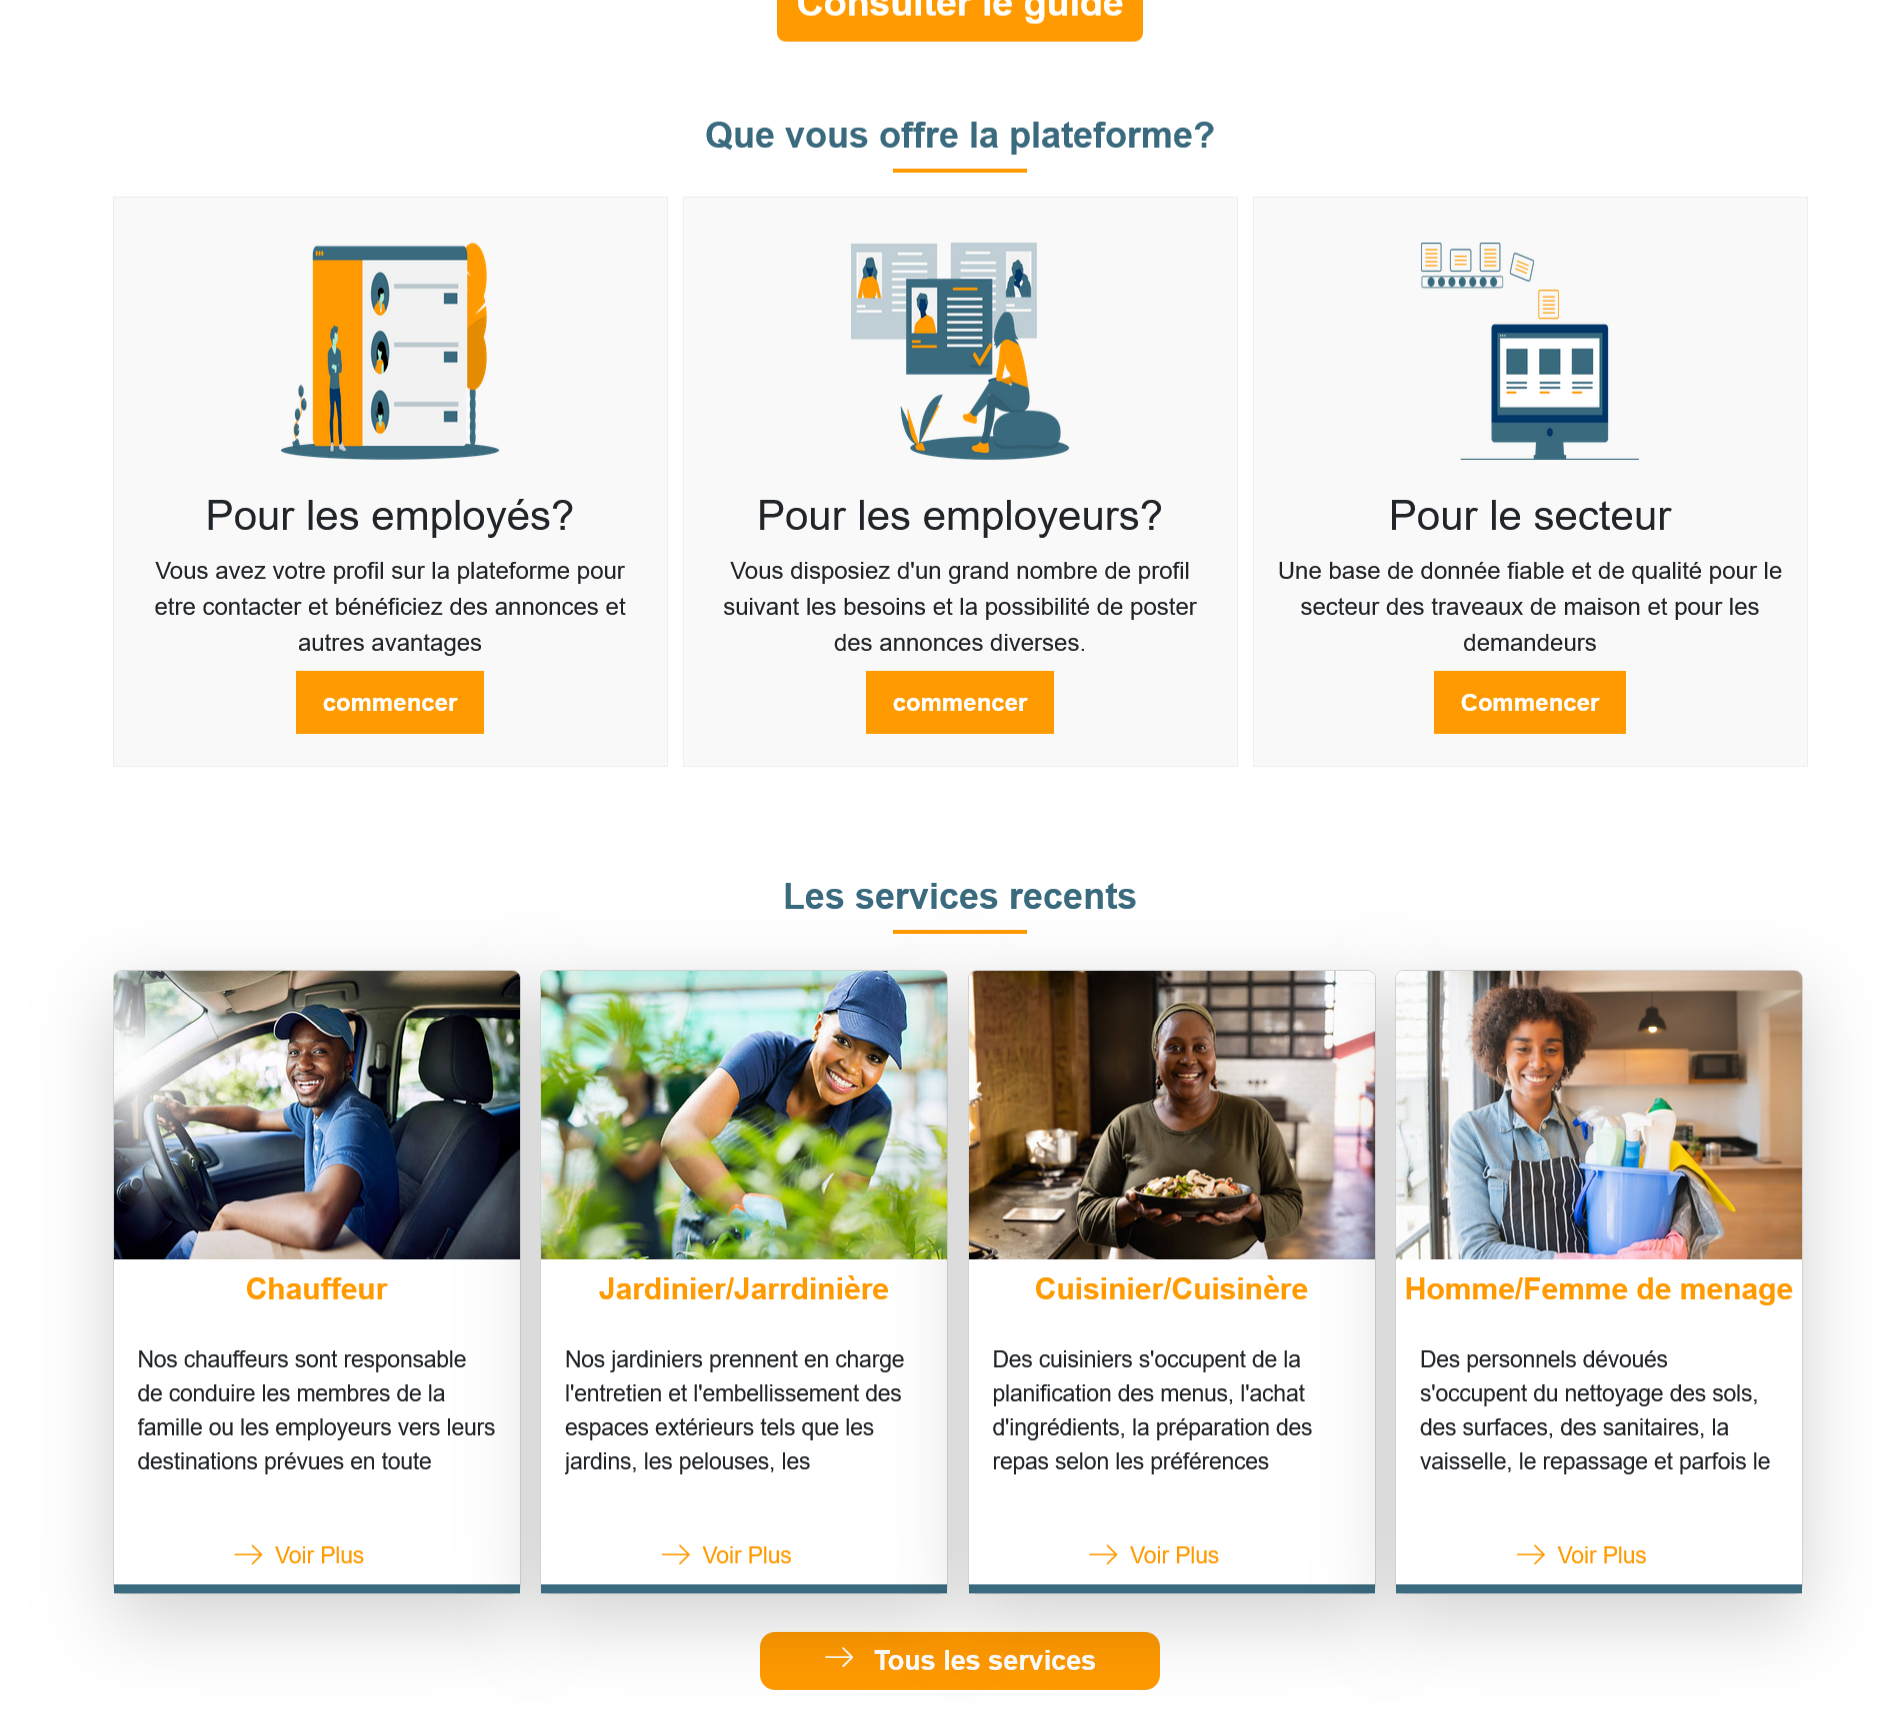 Consulter le guide
Que vous offre la plateforme?
Pour les employés?
Vous avez votre profil sur la plateforme pour
etre contacter et bénéficiez des annonces et
autres avantages
commencer
Pour les employeurs?
Vous disposiez d'un grand nombre de profil
suivant les besoins et la possibilité de poster
des annonces diverses.
commencer
Pour le secteur
Une base de donnée fiable et de qualité pour le
secteur des traveaux de maison et pour les
demandeurs
Commencer
Les services recents
Chauffeur
Nos chauffeurs sont responsable
de conduire les membres de la
famille ou les employeurs vers leurs
destinations prévues en toute
Voir Plus
Jardinier/Jarrdinière
Nos jardiniers prennent en charge
l'entretien et l'embellissement des
espaces extérieurs tels que les
jardins, les pelouses, les
Voir Plus
Cuisinier/Cuisinère
Des cuisiniers s'occupent de la
planification des menus, l'achat
d'ingrédients, la préparation des
repas selon les préférences
Voir Plus
Homme/Femme de menage
Des personnels dévoués
s'occupent du nettoyage des sols,
des surfaces, des sanitaires, la
vaisselle, le repassage et parfois le
Voir Plus
Tous les services